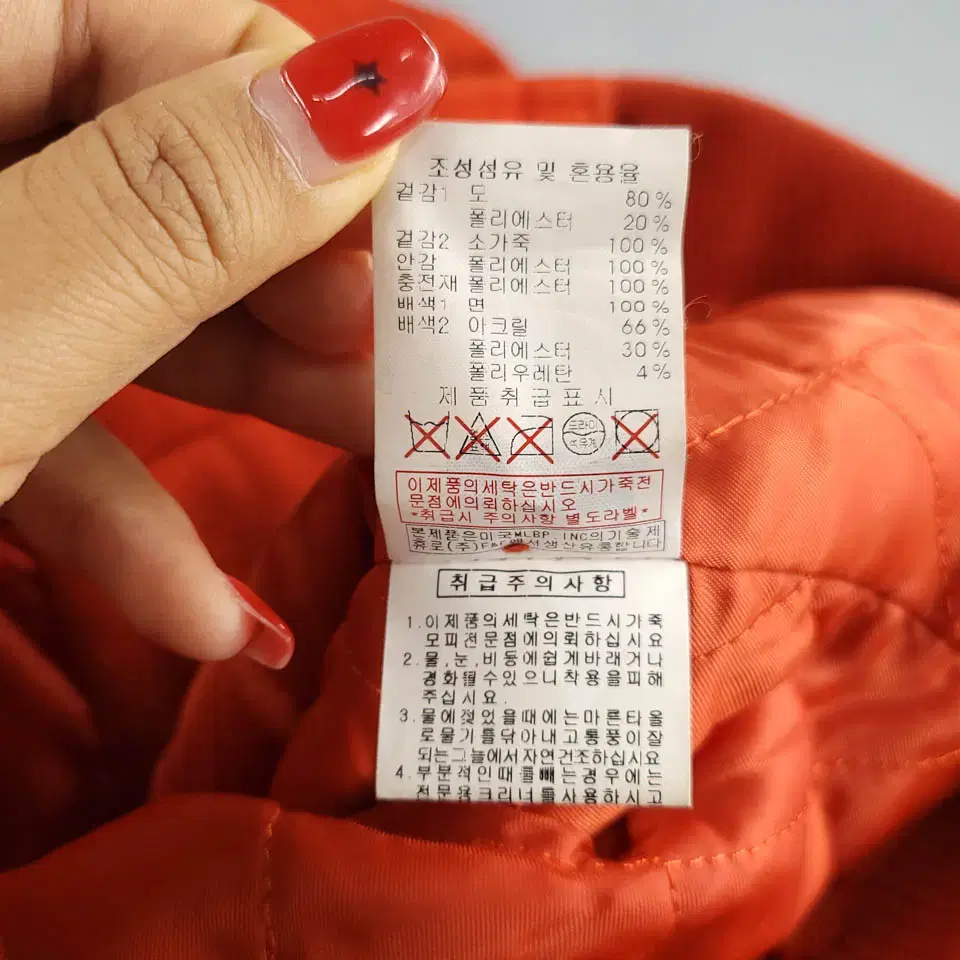 조성섬유 및 혼용율
겉감1 모 80%
폴리에스터 20%
겉감2 소가죽 100%
안감 폴리에스터 100%
충전재 폴리에스터 100%
배색1 면 100%
배색2 아크릴 66%
폴리에스터 30%
폴리우레탄 4%
제품취급표시
드라이
석유계
이제품의세탁은반드시가죽전
문점에의뢰하십시오
*취급시 주의사항 별도라벨*
본제품은미국MLBP, INC의기술제
휴로(주)F&C에서생산유통합니다
취급주의사항
1.이제품의세탁은반드시가죽
모피전문점에의뢰하십시요
2.물,눈,비등에쉽게바래거나
경화될수있으니착용을피해
주십시요.
3.물에젖었을때에는마른타올
로물기를닦아내고통풍이잘
되는그늘에서자연건조하십시요
4.부분적인때를빼는경우에는
전문용크리너를사용하시고